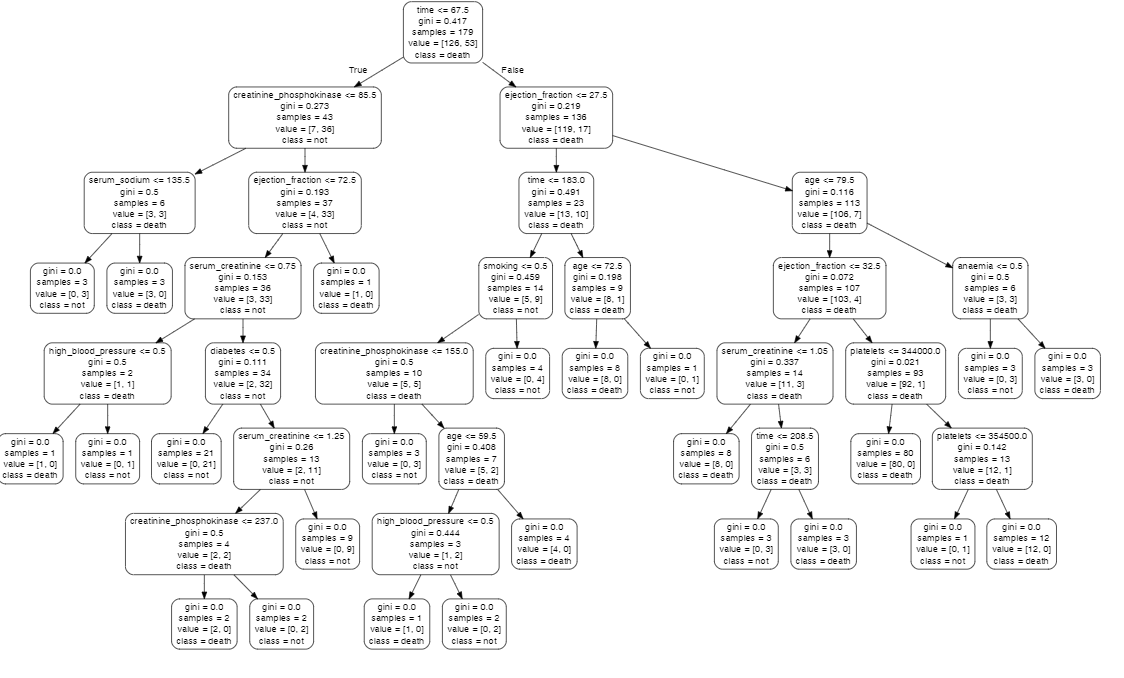 time <= 67.5
gini = 0.417
samples = 179
value = [126, 53]
class = death
True
False
creatinine_phosphokinase <= 85.5
gini = 0.273
samples = 43
value = [7, 36]
class = not
ejection_fraction <= 27.5
gini = 0.219
samples = 136
value = [119, 17]
class = death
serum_sodium <= 135.5
gini = 0.5
samples = 6
value = [3, 3]
class = death
ejection_fraction <= 72.5
gini = 0.193
samples = 37
value = [4, 33]
class = not
time <= 183.0
gini = 0.491
samples = 23
value = [13, 10]
class = death
age <= 79.5
gini = 0.116
samples = 113
value = [106, 7]
class = death
gini = 0.0
samples = 3
value = [0, 3]
class = not
gini = 0.0
samples = 3
value = [3, 0]
class = death
serum_creatinine <= 0.75
gini = 0.153
samples = 36
value = [3, 33]
class = not
gini = 0.0
samples = 1
value = [1, 0]
class = death
smoking <= 0.5
gini = 0.459
samples = 14
value = [5, 9]
class = not
age <= 72.5
gini = 0.198
samples = 9
value = [8, 1]
class = death
ejection_fraction <= 32.5
gini = 0.072
samples = 107
value = [103, 4]
class = death
anaemia <= 0.5
gini = 0.5
samples = 6
value = [3, 3]
class = death
high_blood_pressure <= 0.5
gini = 0.5
samples = 2
value = [1, 1]
class = death
diabetes <= 0.5
gini = 0.111
samples = 34
value = [2, 32]
class = not
creatinine_phosphokinase <= 155.0
gini = 0.5
samples = 10
value = [5, 5]
class = death
gini = 0.0
samples = 4
value = [0, 4]
class = not
gini = 0.0
samples = 8
value = [8, 0]
class = death
gini = 0.0
samples = 1
value = [0, 1]
class = not
serum_creatinine <= 1.05
gini = 0.337
samples = 14
value = [11, 3]
class = death
platelets <= 344000.0
gini = 0.021
samples = 93
value = [92, 1]
class = death
gini = 0.0
samples = 3
value = [0, 3]
class = not
gini = 0.0
samples = 3
value = [3, 0]
class = death
gini = 0.0
samples = 1
value = [1, 0]
class = death
gini = 0.0
samples = 1
value = [0, 1]
class = not
gini = 0.0
samples = 21
value = [0, 21]
class = not
serum_creatinine <= 1.25
gini = 0.26
samples = 13
value = [2, 11]
class = not
gini = 0.0
samples = 3
value = [0, 3]
class = not
age <= 59.5
gini = 0.408
samples = 7
value = [5, 2]
class = death
gini = 0.0
samples = 8
value = [8, 0]
class = death
time <= 208.5
gini = 0.5
samples = 6
value = [3, 3]
class = death
gini = 0.0
samples = 80
value = [80, 0]
class = death
platelets <= 354500.0
gini = 0.142
samples = 13
value = [12, 1]
class = death
creatinine_phosphokinase <= 237.0
gini = 0.5
samples = 4
value = [2, 2]
class = death
gini = 0.0
samples = 9
value = [0, 9]
class = not
high_blood_pressure <= 0.5
gini = 0.444
samples = 3
value = [1, 2]
class = not
gini = 0.0
samples = 4
value = [4, 0]
class = death
gini = 0.0
samples = 3
value = [0, 3]
class = not
gini = 0.0
samples = 3
value = [3, 0]
class = death
gini = 0.0
samples = 1
value = [0, 1]
class = not
gini = 0.0
samples = 12
value = [12, 0]
class = death
gini = 0.0
samples = 2
value = [2, 0]
class = death
gini = 0.0
samples = 2
value = [0, 2]
class = not
gini = 0.0
samples = 1
value = [1, 0]
class = death
gini = 0.0
samples = 2
value = [0, 2]
class = not